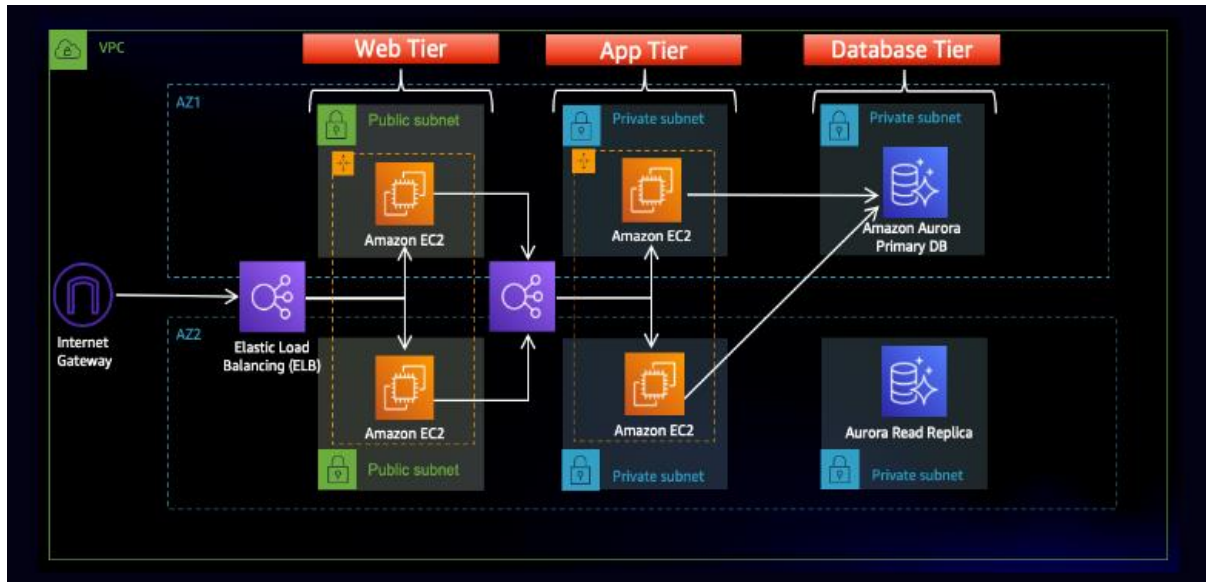 VPC
Web Tier
App Tier
Database Tier
AZ1
Public subnet
Private subnet
Private subnet
Amazon EC2
Amazon EC2
Amazon Aurora
Primary DB
Internet
Gateway
Elastic Load
Balancing (ELB)
AZ2
Amazon EC2
Amazon EC2
Aurora Read Replica
Public subnet
Private subnet
Private subnet